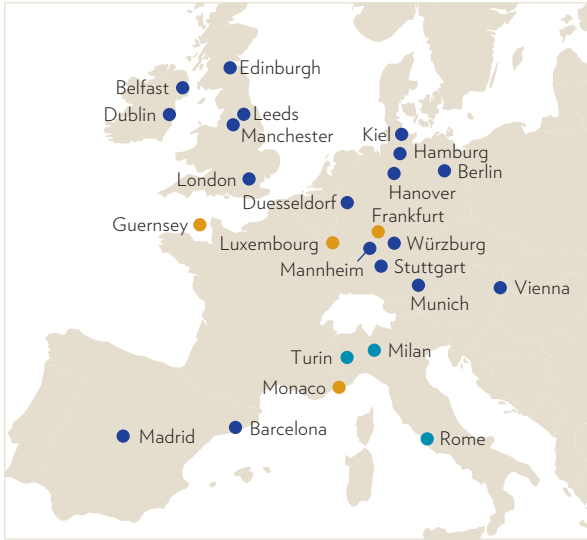 Edinburgh
Belfast
Dublin
Leeds
Manchester
Kiel
Hamburg
Berlin
London
Hanover
Duesseldorf
Guernsey
Frankfurt
Luxembourg
Würzburg
Mannheim
Stuttgart
Munich
Vienna
Turin
Milan
Monaco
Madrid
Barcelona
Rome